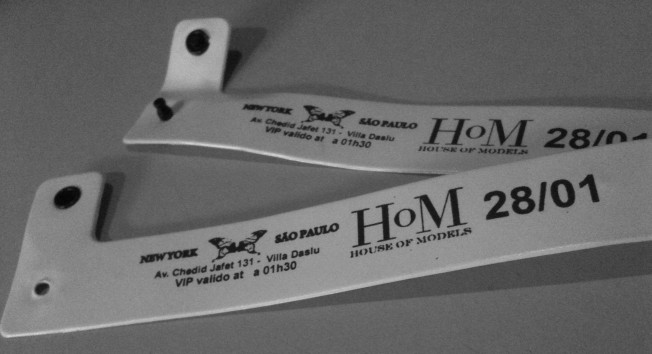 NEW YORK SÃO PAULO
Av. Chedid Jafet 131 - Villa Daslu
VIP valido at a 01h30
HoM
HOUSE OF MODELS
28/01
NEW YORK SÃO PAULO
Av. Chedid Jafet 131 - Villa Daslu
VIP valido at a 01h30
HoM
HOUSE OF MODELS
28/01